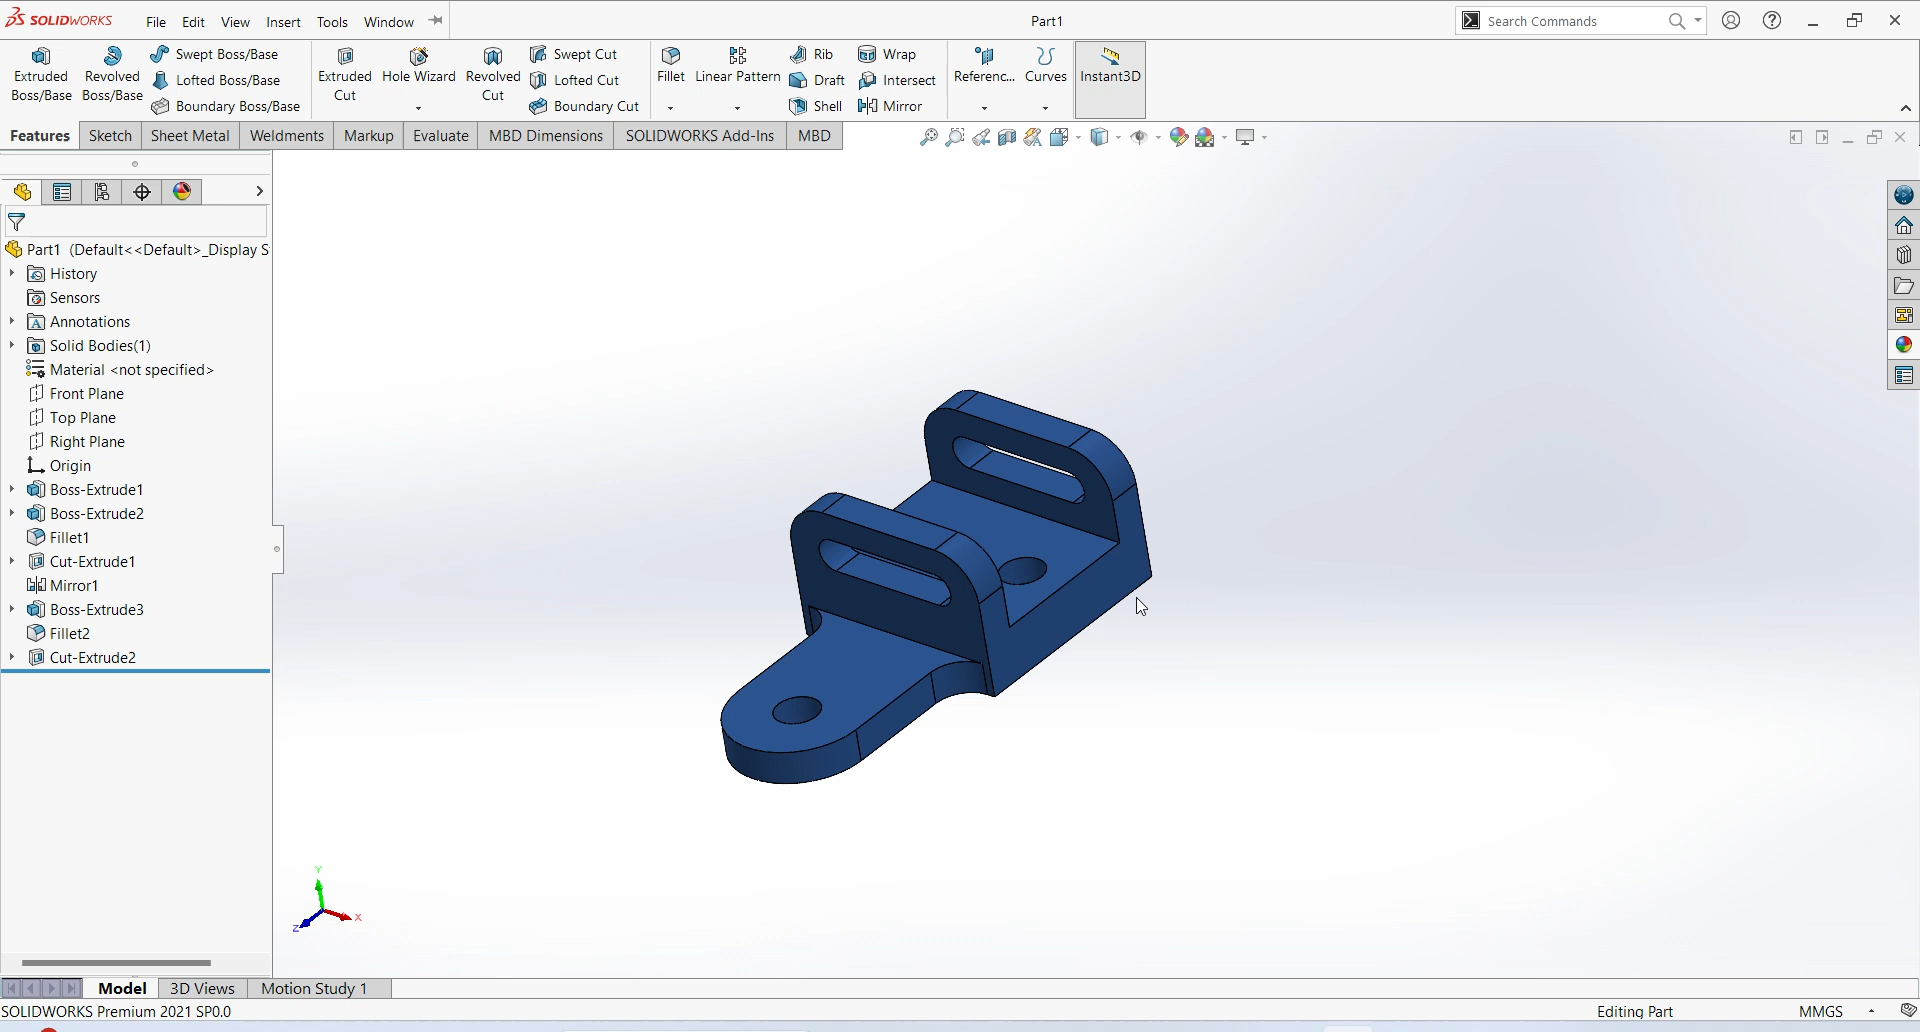 SOLIDWORKS File Edit View Insert Tools Window Part1 Search Commands
Extruded Boss/Base
Revolved Boss/Base
Swept Boss/Base
Lofted Boss/Base
Boundary Boss/Base
Extruded Cut
Hole Wizard
Revolved Cut
Swept Cut
Lofted Cut
Boundary Cut
Fillet
Linear Pattern
Rib
Draft
Shell
Wrap
Intersect
Mirror
Referenc...
Curves
Instant3D
Features Sketch Sheet Metal Weldments Markup Evaluate MBD Dimensions SOLIDWORKS Add-Ins MBD
Part1 (Default<<Default>_Display S
History
Sensors
Annotations
Solid Bodies(1)
Material <not specified>
Front Plane
Top Plane
Right Plane
Origin
Boss-Extrude1
Boss-Extrude2
Fillet1
Cut-Extrude1
Mirror1
Boss-Extrude3
Fillet2
Cut-Extrude2
Y
X
Z
Model 3D Views Motion Study 1
SOLIDWORKS Premium 2021 SP0.0 Editing Part MMGS